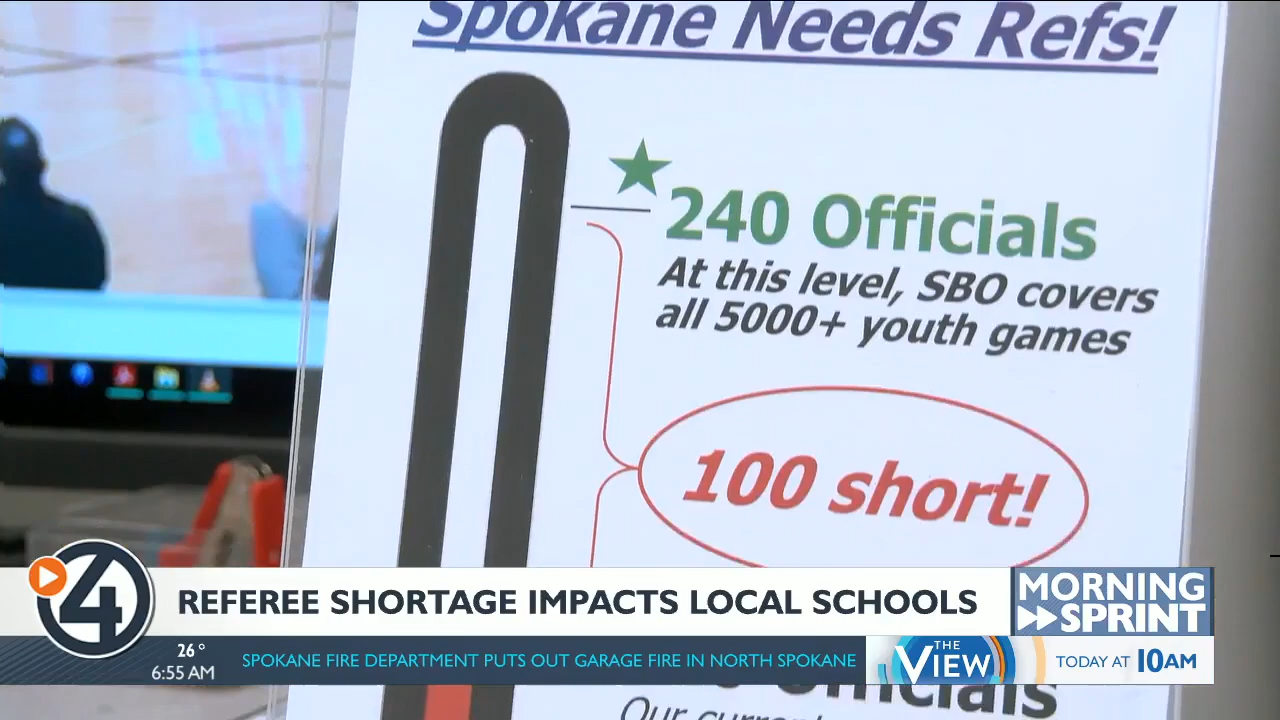 Spokane Needs Refs!
240 Officials
At this level, SBO covers
all 5000+ youth games
100 short!
4
REFEREE SHORTAGE IMPACTS LOCAL SCHOOLS
MORNING
SPRINT
26°
6:55 AM
SPOKANE FIRE DEPARTMENT PUTS OUT GARAGE FIRE IN NORTH SPOKANE
THE
VIEW
TODAY AT 10AM
Officials
Our current